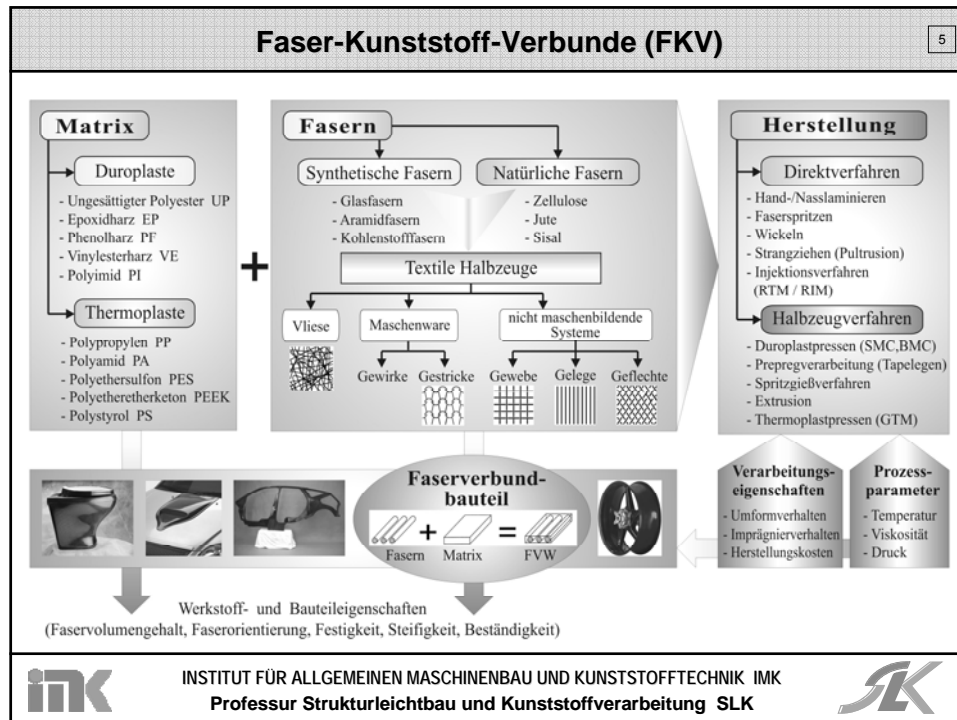 Faser-Kunststoff-Verbunde (FKV)
5
Matrix
Duroplaste
- Ungesättigter Polyester UP
- Epoxidharz EP
- Phenolharz PF
- Vinylesterharz VE
- Polyimid PI
Thermoplaste
- Polypropylen PP
- Polyamid PA
- Polyethersulfon PES
- Polyetheretherketon PEEK
- Polystyrol PS
+
Fasern
Synthetische Fasern
- Glasfasern
- Aramidfasern
- Kohlenstofffasern
Natürliche Fasern
- Zellulose
- Jute
- Sisal
Textile Halbzeuge
Vliese
Maschenware
nicht maschenbildende
Systeme
Gewirke
Gestricke
Gewebe
Gelege
Geflechte
Herstellung
Direktverfahren
- Hand-/Nasslaminieren
- Faserspritzen
- Wickeln
- Strangziehen (Pultrusion)
- Injektionsverfahren
(RTM / RIM)
Halbzeugverfahren
- Duroplastpressen (SMC,BMC)
- Prepregverarbeitung (Tapelegen)
- Spritzgießverfahren
- Extrusion
- Thermoplastpressen (GTM)
Faserverbund-
bauteil
+ =
Fasern Matrix FVW
Verarbeitungs-
eigenschaften
- Umformverhalten
- Imprägnierverhalten
- Herstellungskosten
Prozess-
parameter
- Temperatur
- Viskosität
- Druck
Werkstoff- und Bauteileigenschaften
(Faservolumengehalt, Faserorientierung, Festigkeit, Steifigkeit, Beständigkeit)
imK
INSTITUT FÜR ALLGEMEINEN MASCHINENBAU UND KUNSTSTOFFTECHNIK IMK
Professur Strukturleichtbau und Kunststoffverarbeitung SLK
SLK